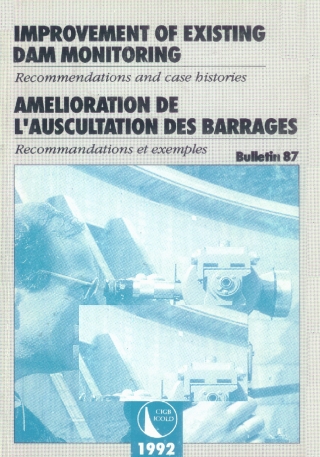 IMPROVEMENT OF EXISTING
DAM MONITORING
Recommendations and case histories
AMELIORATION DE
L'AUSCULTATION DES BARRAGES
Recommandations et exemples
Bulletin 87
CIGB
ICOLD
1992